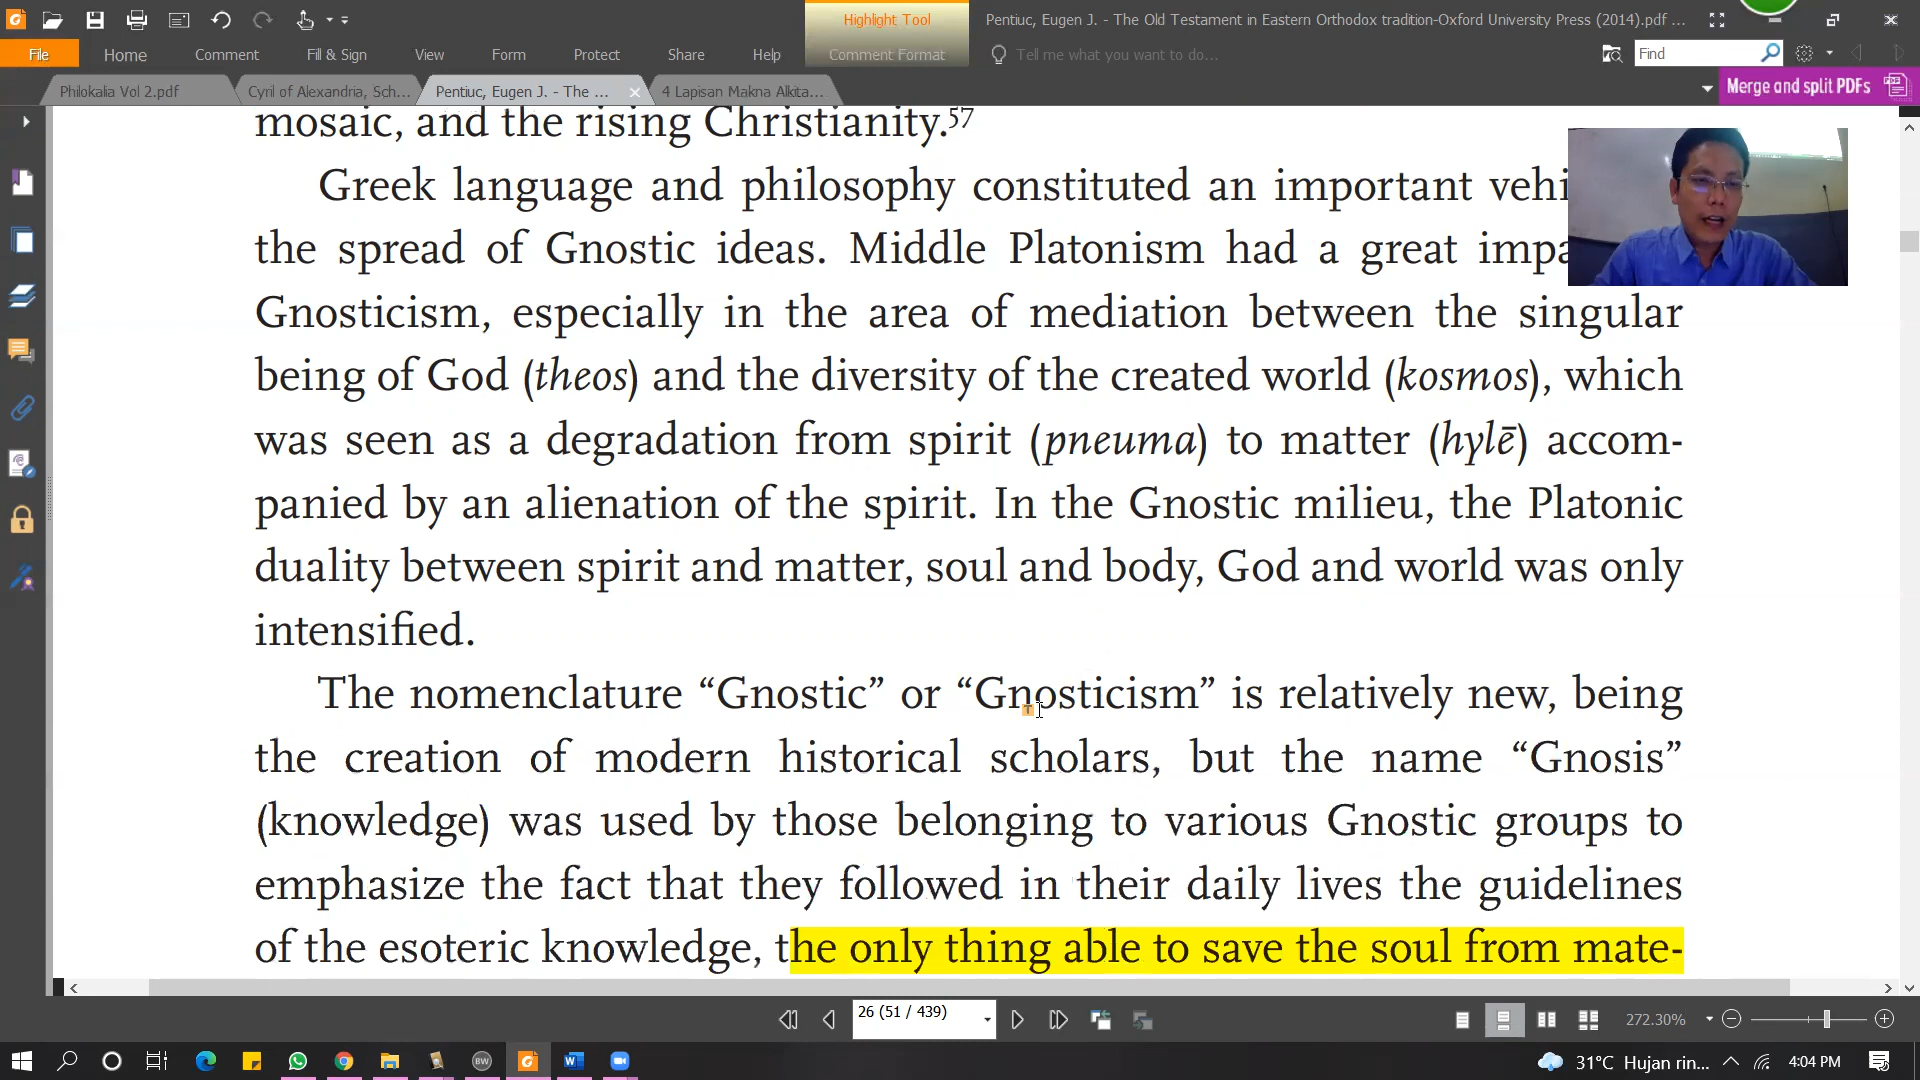 Highlight Tool
Pentiuc, Eugen J. - The Old Testament in Eastern Orthodox tradition-Oxford University Press (2014).pdf ...
File Home Comment Fill & Sign View Form Protect Share Help Comment Format Tell me what you want to do... Find
Philokalia Vol 2.pdf Cyril of Alexandria, Sch... Pentiuc, Eugen J. - The ... 4 Lapisan Makna Alkita... Merge and split PDFs
mosaic, and the rising Christianity.57
Greek language and philosophy constituted an important vehi
the spread of Gnostic ideas. Middle Platonism had a great impa
Gnosticism, especially in the area of mediation between the singular
being of God (theos) and the diversity of the created world (kosmos), which
was seen as a degradation from spirit (pneuma) to matter (hylē) accom-
panied by an alienation of the spirit. In the Gnostic milieu, the Platonic
duality between spirit and matter, soul and body, God and world was only
intensified.
The nomenclature “Gnostic” or “Gnosticism” is relatively new, being
the creation of modern historical scholars, but the name “Gnosis”
(knowledge) was used by those belonging to various Gnostic groups to
emphasize the fact that they followed in their daily lives the guidelines
of the esoteric knowledge, the only thing able to save the soul from mate-
26 (51 / 439) 272.30%
BW W 31°C Hujan rin... 4:04 PM